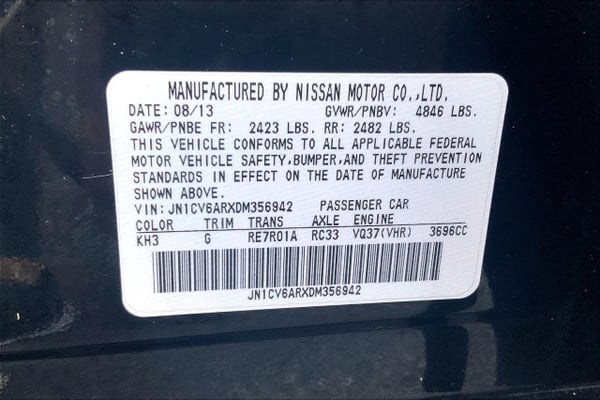 MANUFACTURED BY NISSAN MOTOR CO.,LTD.
DATE: 08/13 GVWR/PNBV: 4846 LBS.
GAWR/PNBE FR: 2423 LBS. RR: 2482 LBS.
THIS VEHICLE CONFORMS TO ALL APPLICABLE FEDERAL
MOTOR VEHICLE SAFETY,BUMPER,AND THEFT PREVENTION
STANDARDS IN EFFECT ON THE DATE OF MANUFACTURE
SHOWN ABOVE.
VIN: JN1CV6ARXDM356942 PASSENGER CAR
COLOR TRIM TRANS AXLE ENGINE
KH3 G RE7R01A RC33 VQ37(VHR) 3696CC
JN1CV6ARXDM356942